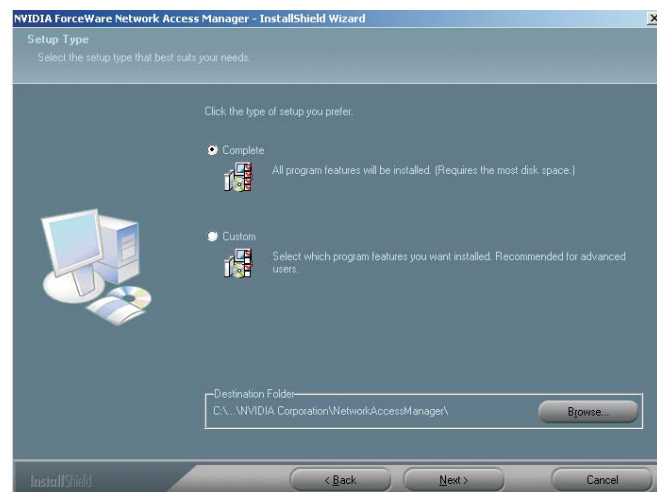 NVIDIA ForceWare Network Access Manager - InstallShield Wizard
Setup Type
Select the setup type that best suits your needs.
Click the type of setup you prefer.
Complete
All program features will be installed. (Requires the most disk space.)
Custom
Select which program features you want installed. Recommended for advanced
users.
Destination Folder
C:\...\NVIDIA Corporation\NetworkAccessManager\
Browse...
InstallShield
< Back
Next >
Cancel